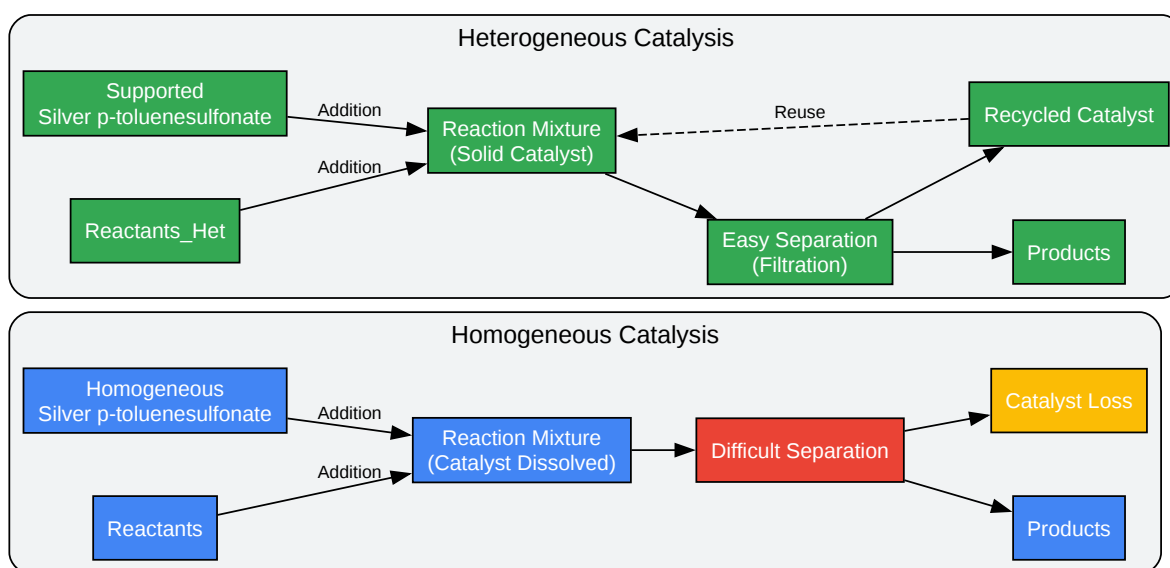 Heterogeneous Catalysis
Supported
Silver p-toluenesulfonate
Addition
Reaction Mixture
(Solid Catalyst)
Reuse
Recycled Catalyst
Addition
Reactants_Het
Easy Separation
(Filtration)
Products
Homogeneous Catalysis
Homogeneous
Silver p-toluenesulfonate
Addition
Reaction Mixture
(Catalyst Dissolved)
Difficult Separation
Catalyst Loss
Addition
Reactants
Products